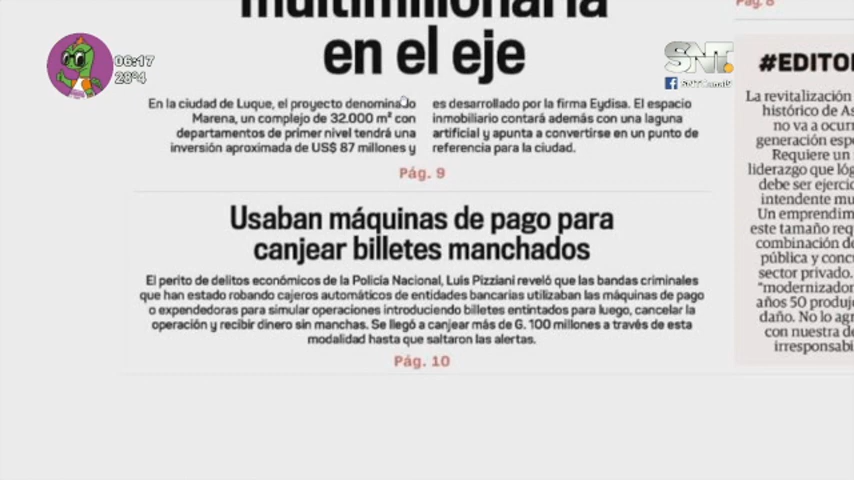 multimillonaria
en el eje
Pág. 8
06:17
28°4
SNT
#EDITO
En la ciudad de Luque, el proyecto denominado
Marena, un complejo de 32.000 m² con
departamentos de primer nivel tendrá una
inversión aproximada de US$ 87 millones y
es desarrollado por la firma Eydisa. El espacio
inmobiliario contará además con una laguna
artificial y apunta a convertirse en un punto de
referencia para la ciudad.
Pág. 9
Usaban máquinas de pago para
canjear billetes manchados
El perito de delitos económicos de la Policía Nacional, Luis Pizziani reveló que las bandas criminales
que han estado robando cajeros automáticos de entidades bancarias utilizaban las máquinas de pago
o expendedoras para simular operaciones introduciendo billetes entintados para luego, cancelar la
operación y recibir dinero sin manchas. Se llegó a canjear más de G. 100 millones a través de esta
modalidad hasta que saltaron las alertas.
Pág. 10
La revitalización
histórico de As
no va a ocurr
generación espe
Requiere un
liderazgo que lóg
debe ser ejercid
intendente mu
Un emprendim
este tamaño requ
combinación de
pública y concu
sector privado.
"modernizador
años 50 produje
daño. No lo agr
con nuestra de
irresponsabi